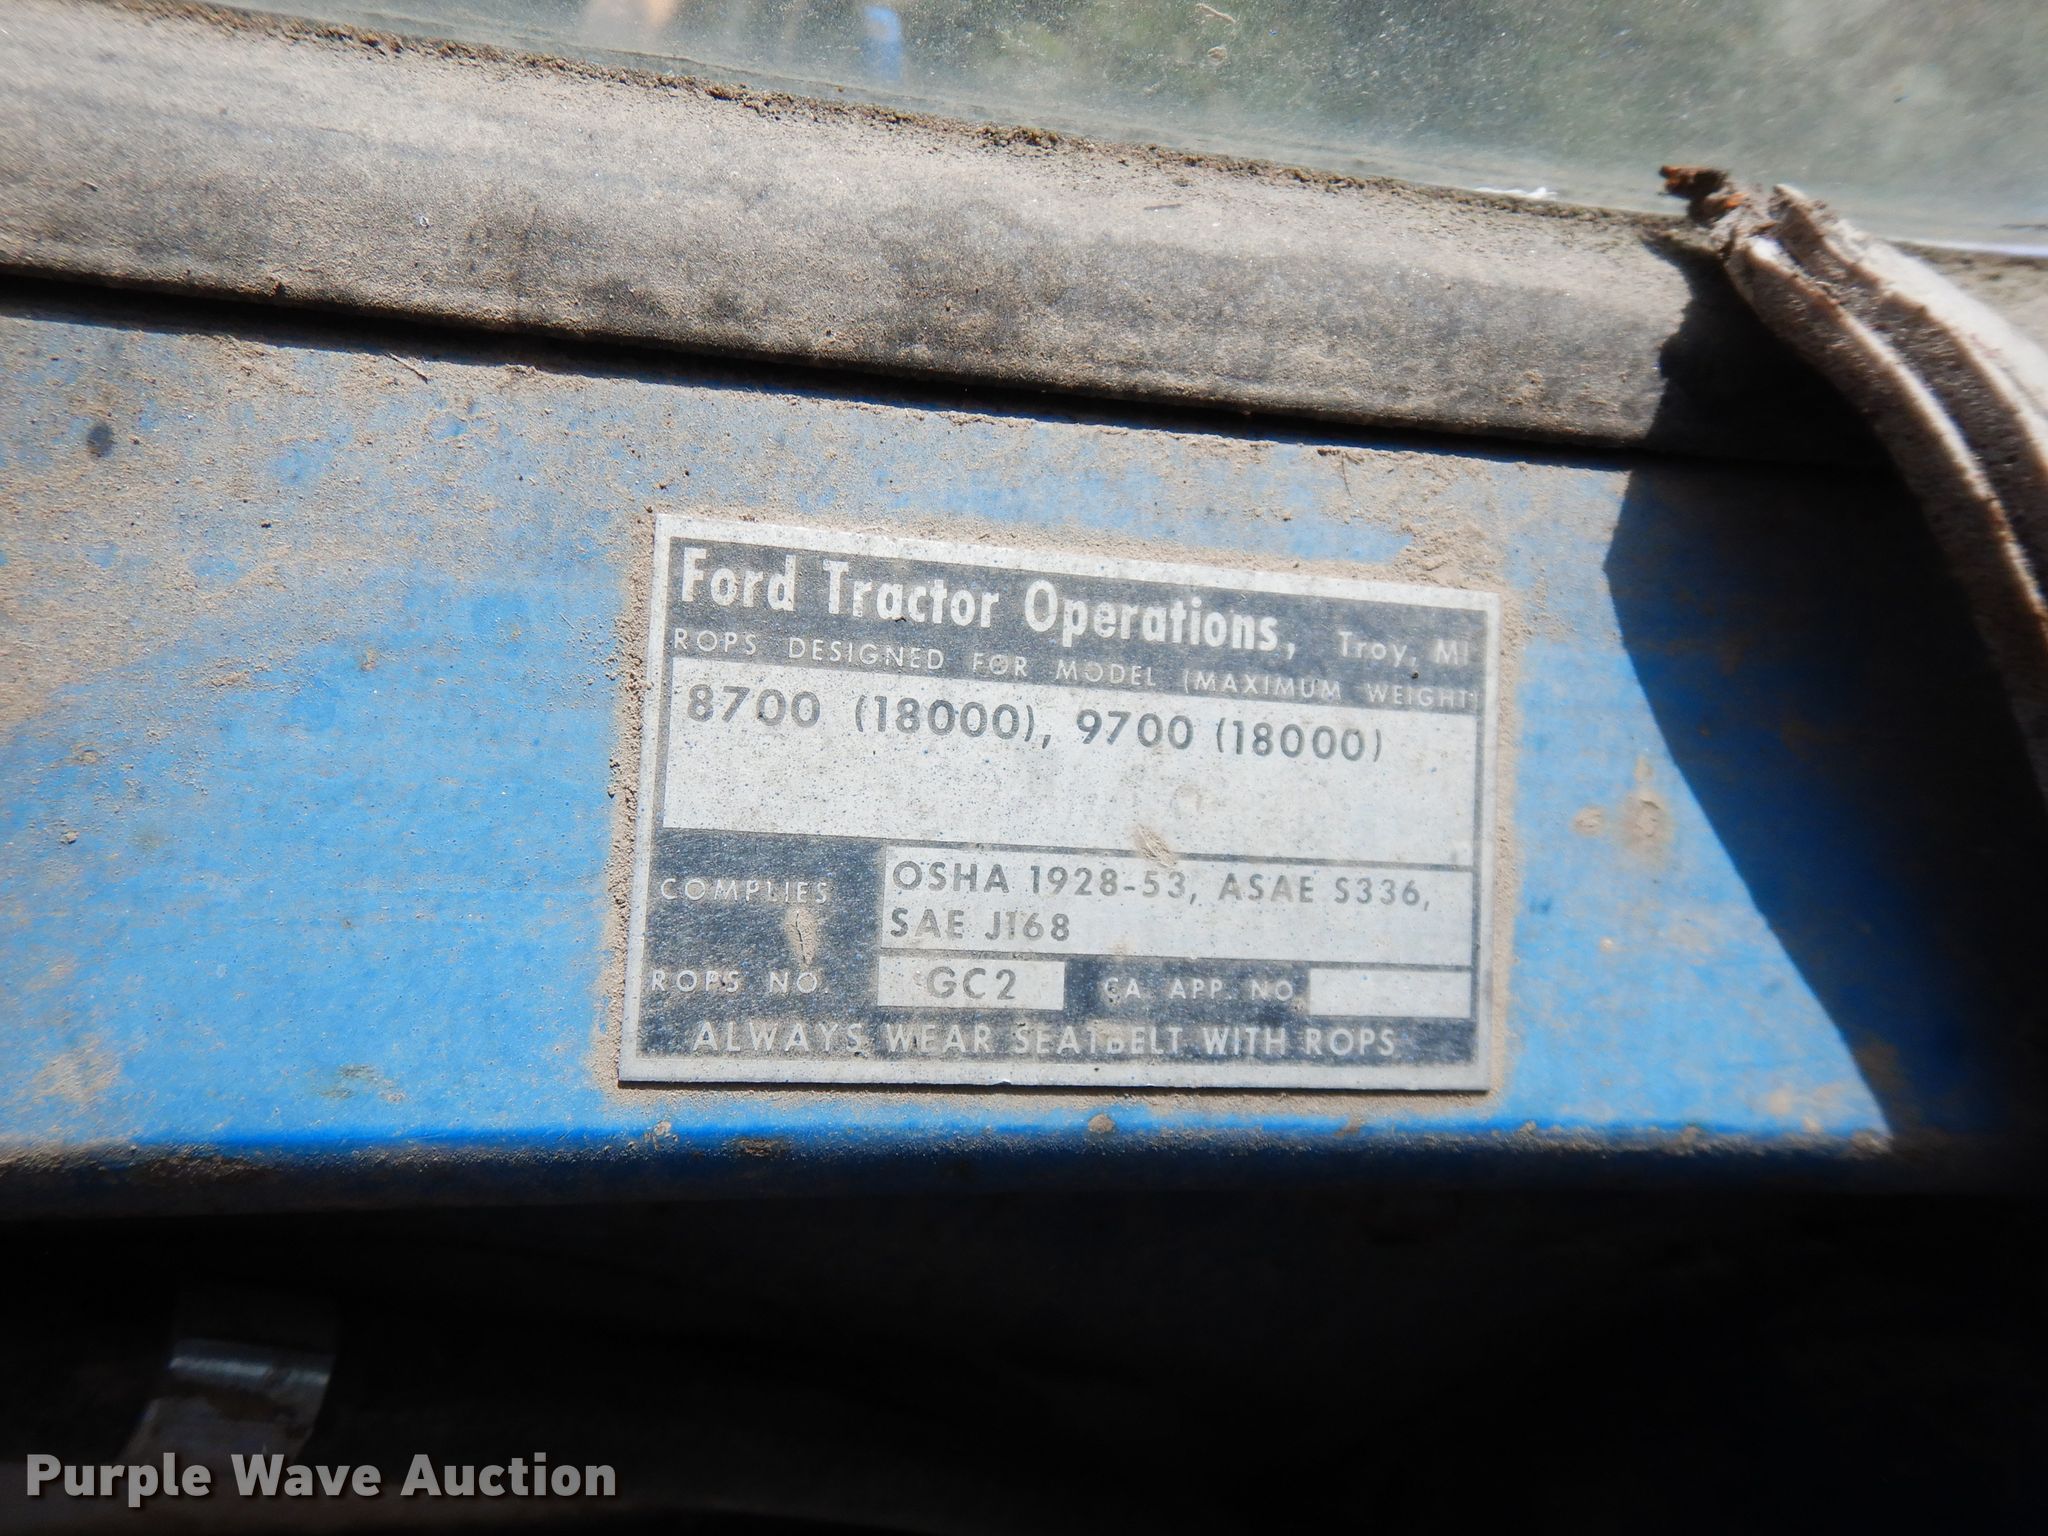 Ford Tractor Operations, Troy, MI
ROPS DESIGNED FOR MODEL (MAXIMUM WEIGHT)
8700 (18000), 9700 (18000)
COMPLIES
OSHA 1928-53, ASAE S336,
SAE J168
ROPS NO. GC2 CA. APP. NO.
ALWAYS WEAR SEATBELT WITH ROPS
Purple Wave Auction